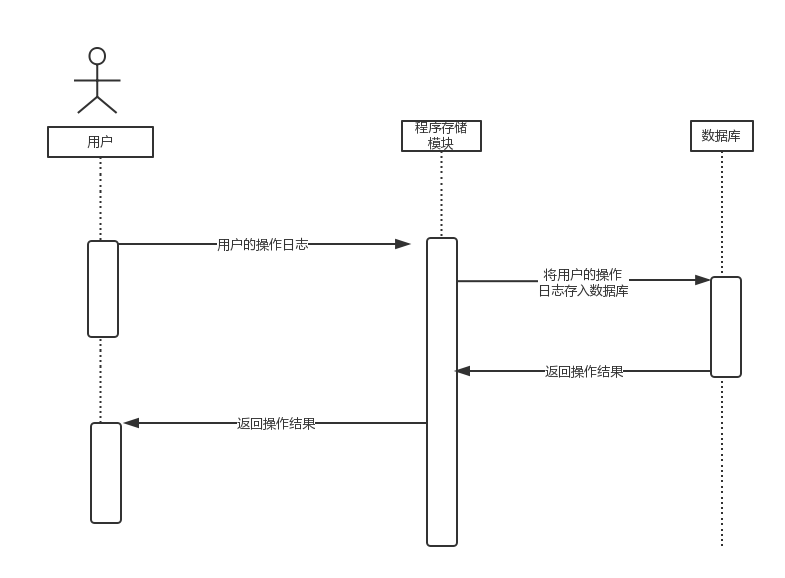 用户
程序存储
模块
数据库
用户的操作日志
将用户的操作
日志存入数据库
返回操作结果
返回操作结果